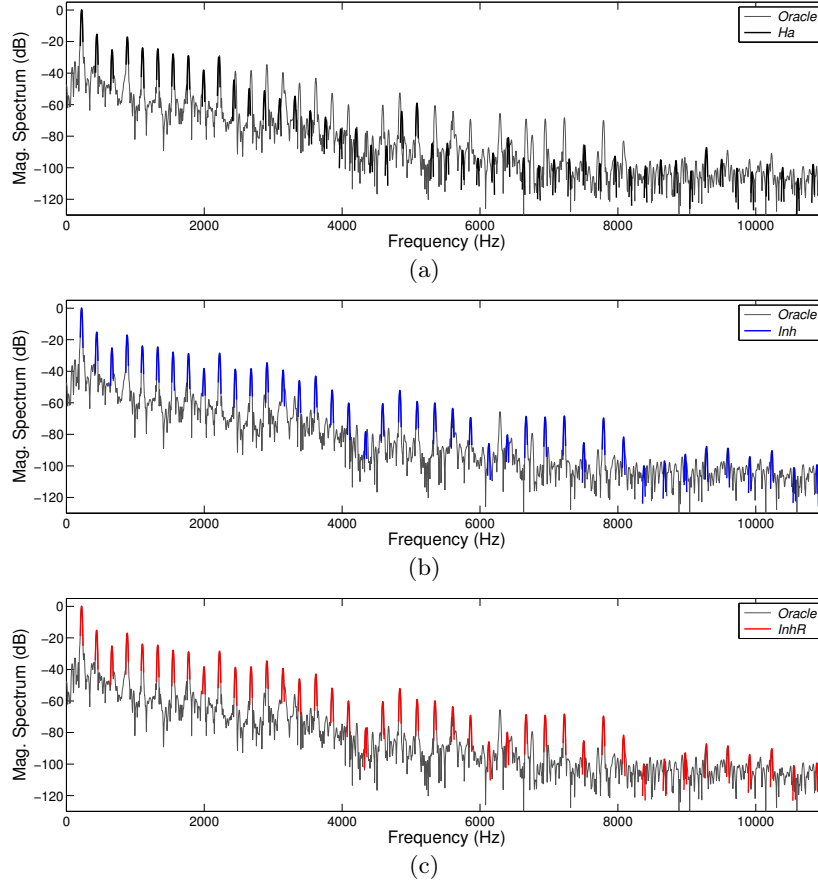 0
−20
−40
−60
−80
−100
−120
Mag. Spectrum (dB)
Oracle
Ha
0 2000 4000 6000 8000 10000
Frequency (Hz)
(a)
0
−20
−40
−60
−80
−100
−120
Mag. Spectrum (dB)
Oracle
Inh
0 2000 4000 6000 8000 10000
Frequency (Hz)
(b)
0
−20
−40
−60
−80
−100
−120
Mag. Spectrum (dB)
Oracle
InhR
0 2000 4000 6000 8000 10000
Frequency (Hz)
(c)